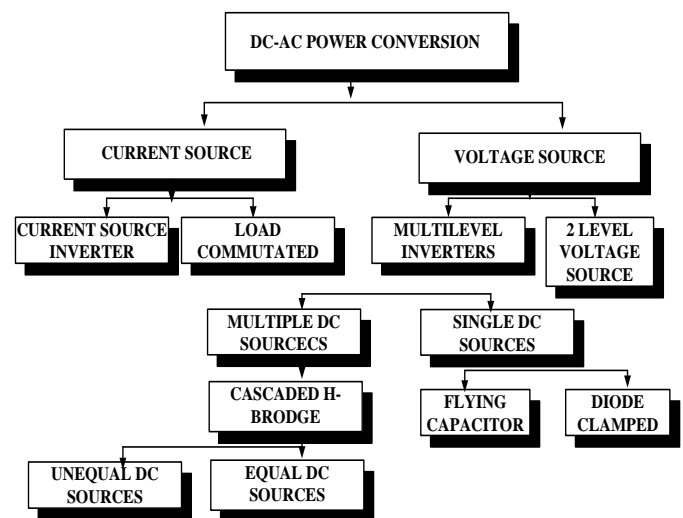 DC-AC POWER CONVERSION
CURRENT SOURCE
VOLTAGE SOURCE
CURRENT SOURCE
INVERTER
LOAD
COMMUTATED
MULTILEVEL
INVERTERS
2 LEVEL
VOLTAGE
SOURCE
MULTIPLE DC
SOURCECS
SINGLE DC
SOURCES
CASCADED H-
BRODGE
FLYING
CAPACITOR
DIODE
CLAMPED
UNEQUAL DC
SOURCES
EQUAL DC
SOURCES